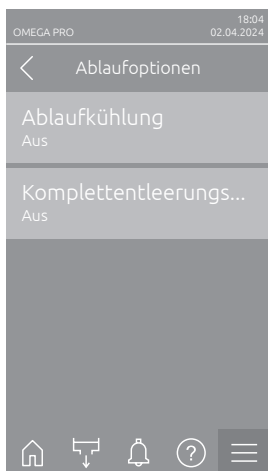 18:04
OMEGA PRO 02.04.2024
Ablaufoptionen
Ablaufkühlung
Aus
Komplettentleerungs...
Aus
?